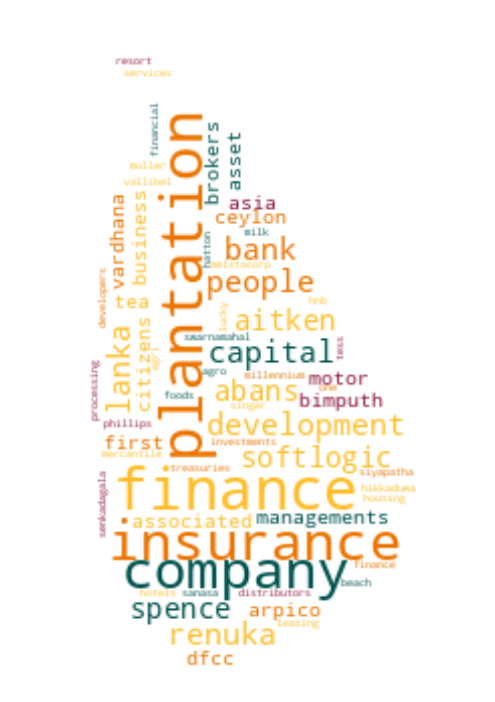 resort
services
financial
plantation
brokers
asset
muller
vallibel
vardhana
business
asia
ceylon
milk
hatton
bank
melstacorp
people
developers
tea
hnb
lucky
aitken
lanka
citizens
swarnamahal
capital
tess
agri
agro
millennium
motor
one
processing
foods
abans
bimputh
singer
phillips
development
first
investments
mercantile
softlogic
treasuries
siyapatha
finance
senkadagala
hikkaduwa
housing
associated
managements
insurance
finance
company
beach
hotels
sanasa
distributors
spence
arpico
leasing
renuka
dfcc